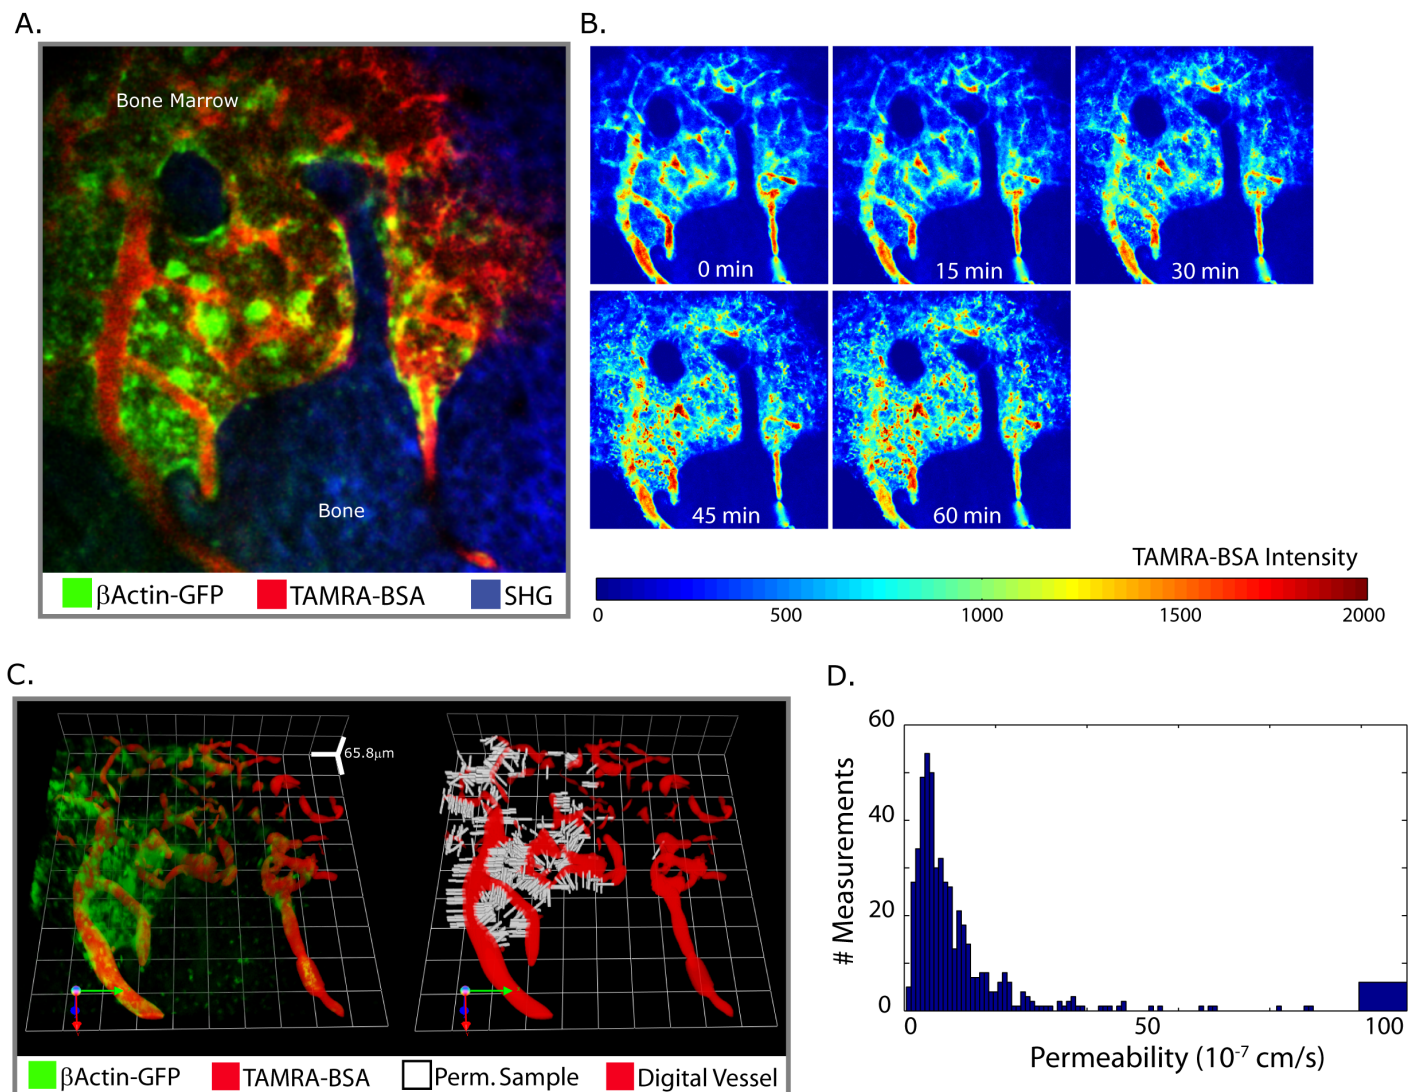 A.
Bone Marrow
Bone
βActin-GFP TAMRA-BSA SHG
B.
0 min 15 min 30 min
45 min 60 min
TAMRA-BSA Intensity
0 500 1000 1500 2000
C.
65.8μm
βActin-GFP TAMRA-BSA Perm. Sample Digital Vessel
D.
60
40
20
0
# Measurements
0 50 100
Permeability (10⁻⁷ cm/s)